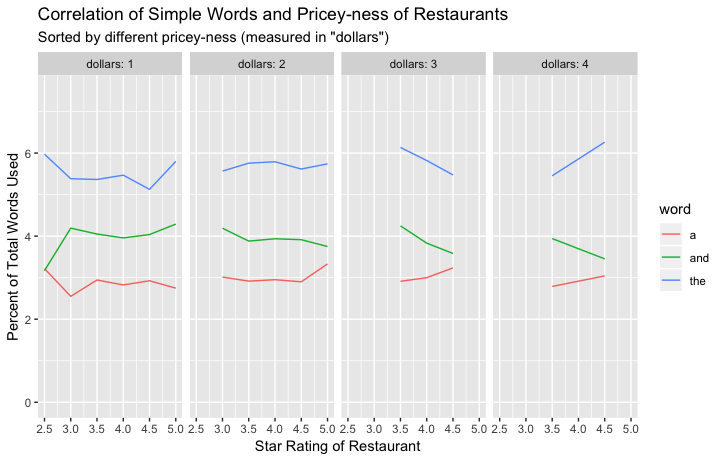 Correlation of Simple Words and Pricey-ness of Restaurants
Sorted by different pricey-ness (measured in "dollars")
dollars: 1 dollars: 2 dollars: 3 dollars: 4
Percent of Total Words Used
6
4
2
0
2.5 3.0 3.5 4.0 4.5 5.0 2.5 3.0 3.5 4.0 4.5 5.0 2.5 3.0 3.5 4.0 4.5 5.0 2.5 3.0 3.5 4.0 4.5 5.0
Star Rating of Restaurant
word
a
and
the